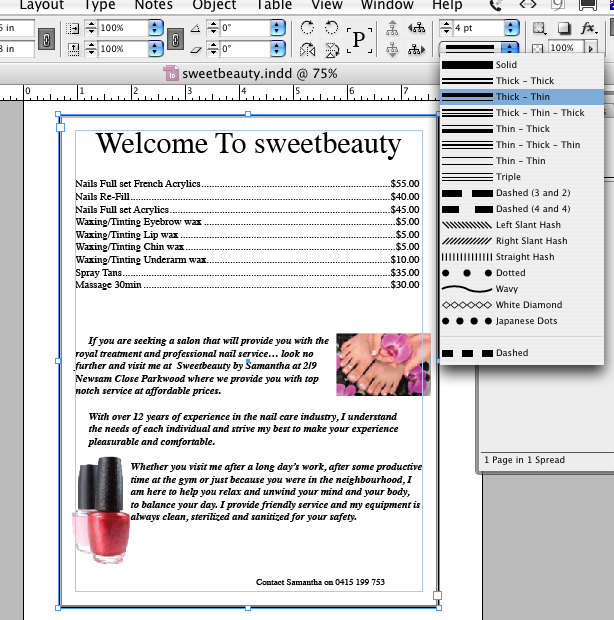 Layout Type Notes Object Table View Window Help
5 in 100% 0° 4 pt
3 in 100% 0° P 100%
sweetbeauty.indd @ 75%
0 1 2 3 4 5 6 7
Solid
Thick - Thick
Thick - Thin
Thick - Thin - Thick
Thin - Thick
Thin - Thick - Thin
Thin - Thin
Triple
Dashed (3 and 2)
Dashed (4 and 4)
Left Slant Hash
Right Slant Hash
Straight Hash
Dotted
Wavy
White Diamond
Japanese Dots
Dashed
1 Page in 1 Spread
Welcome To sweetbeauty
Nails Full set French Acrylics $55.00
Nails Re-Fill $40.00
Nails Full set Acrylics $45.00
Waxing/Tinting Eyebrow wax $5.00
Waxing/Tinting Lip wax $5.00
Waxing/Tinting Chin wax $5.00
Waxing/Tinting Underarm wax $10.00
Spray Tans $35.00
Massage 30min $30.00
If you are seeking a salon that will provide you with the
royal treatment and professional nail service… look no
further and visit me at Sweetbeauty by Samantha at 2/9
Newsam Close Parkwood where we provide you with top
notch service at affordable prices.
With over 12 years of experience in the nail care industry, I understand
the needs of each individual and strive my best to make your experience
pleasurable and comfortable.
Whether you visit me after a long day's work, after some productive
time at the gym or just because you were in the neighbourhood, I
am here to help you relax and unwind your mind and your body,
to balance your day. I provide friendly service and my equipment is
always clean, sterilized and sanitized for your safety.
Contact Samantha on 0415 199 753